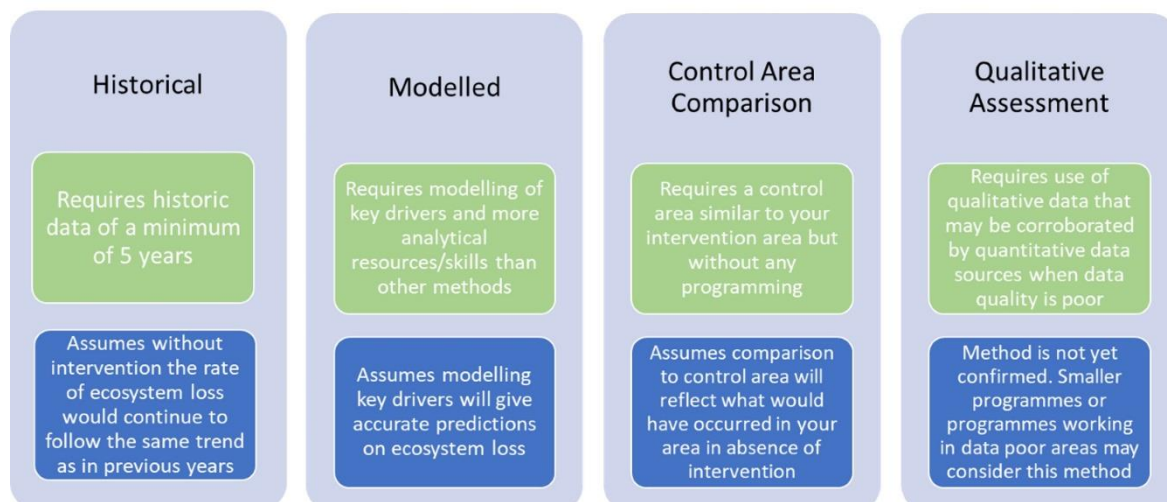 Historical
Requires historic
data of a minimum
of 5 years
Assumes without
intervention the rate
of ecosystem loss
would continue to
follow the same trend
as in previous years
Modelled
Requires modelling of
key drivers and more
analytical
resources/skills than
other methods
Assumes modelling
key drivers will give
accurate predictions
on ecosystem loss
Control Area
Comparison
Requires a control
area similar to your
intervention area but
without any
programming
Assumes comparison
to control area will
reflect what would
have occurred in your
area in absence of
intervention
Qualitative
Assessment
Requires use of
qualitative data that
may be corroborated
by quantitative data
sources when data
quality is poor
Method is not yet
confirmed. Smaller
programmes or
programmes working
in data poor areas may
consider this method